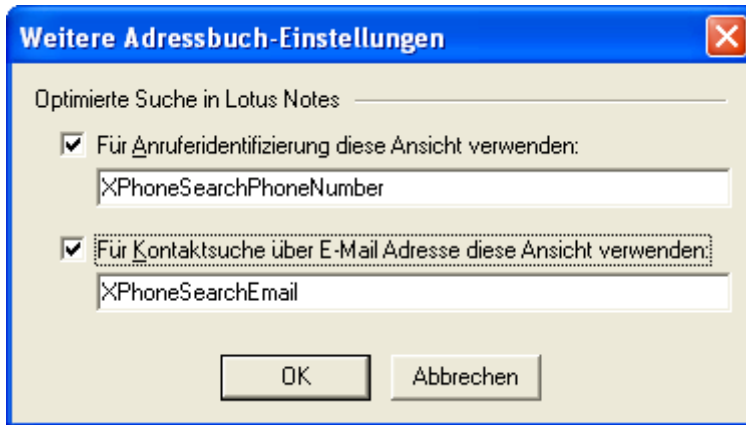 Weitere Adressbuch-Einstellungen
Optimierte Suche in Lotus Notes
Für Anruferidentifizierung diese Ansicht verwenden:
XPhoneSearchPhoneNumber
Für Kontaktsuche über E-Mail Adresse diese Ansicht verwenden:
XPhoneSearchEmail
OK Abbrechen